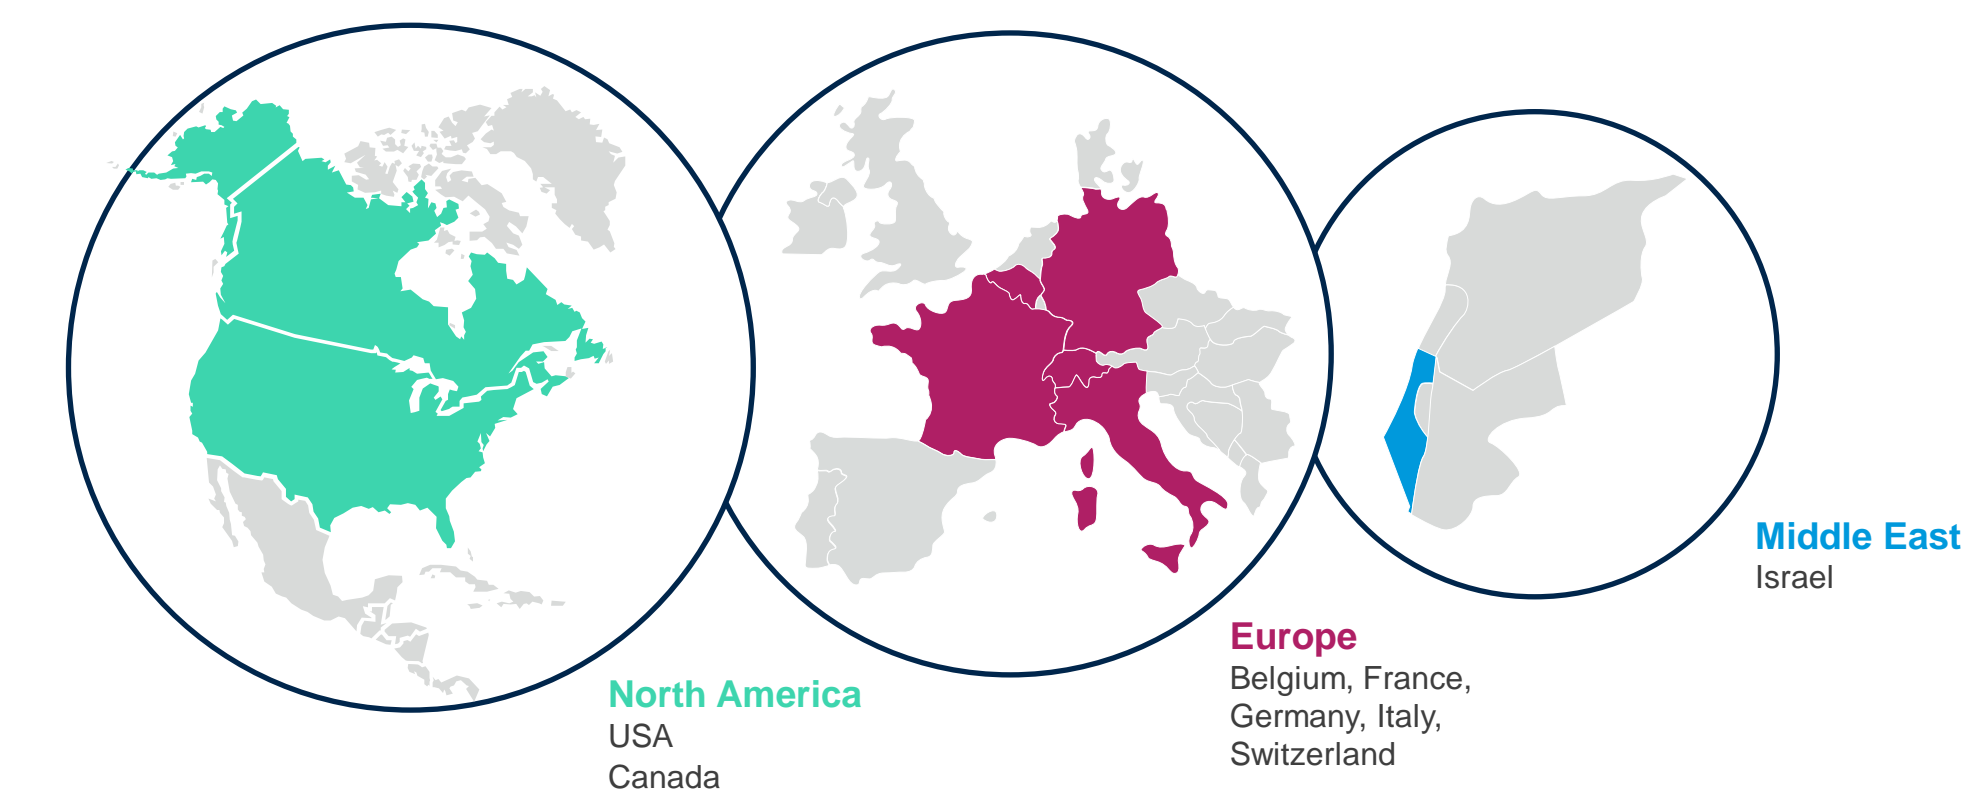 North America
USA
Canada
Europe
Belgium, France,
Germany, Italy,
Switzerland
Middle East
Israel